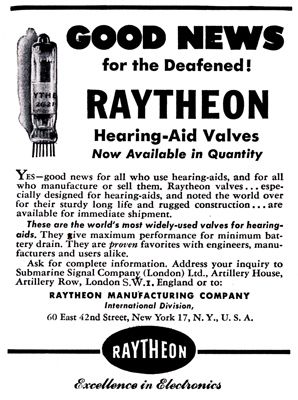 GOOD NEWS
for the Deafened!
RAYTHEON
Hearing-Aid Valves
Now Available in Quantity
YES—good news for all who use hearing-aids, and for all
who manufacture or sell them. Raytheon valves...espe-
cially designed for hearing-aids, and noted the world over
for their sturdy long life and rugged construction...are
available for immediate shipment.
These are the world's most widely-used valves for hearing-
aids. They give maximum performance for minimum bat-
tery drain. They are proven favorites with engineers, manu-
facturers and users alike.
Ask for complete information. Address your inquiry to
Submarine Signal Company (London) Ltd., Artillery House,
Artillery Row, London S.W.1, England or to:
RAYTHEON MANUFACTURING COMPANY
International Division,
60 East 42nd Street, New York 17, N. Y., U. S. A.
RAYTHEON
Excellence in Electronics